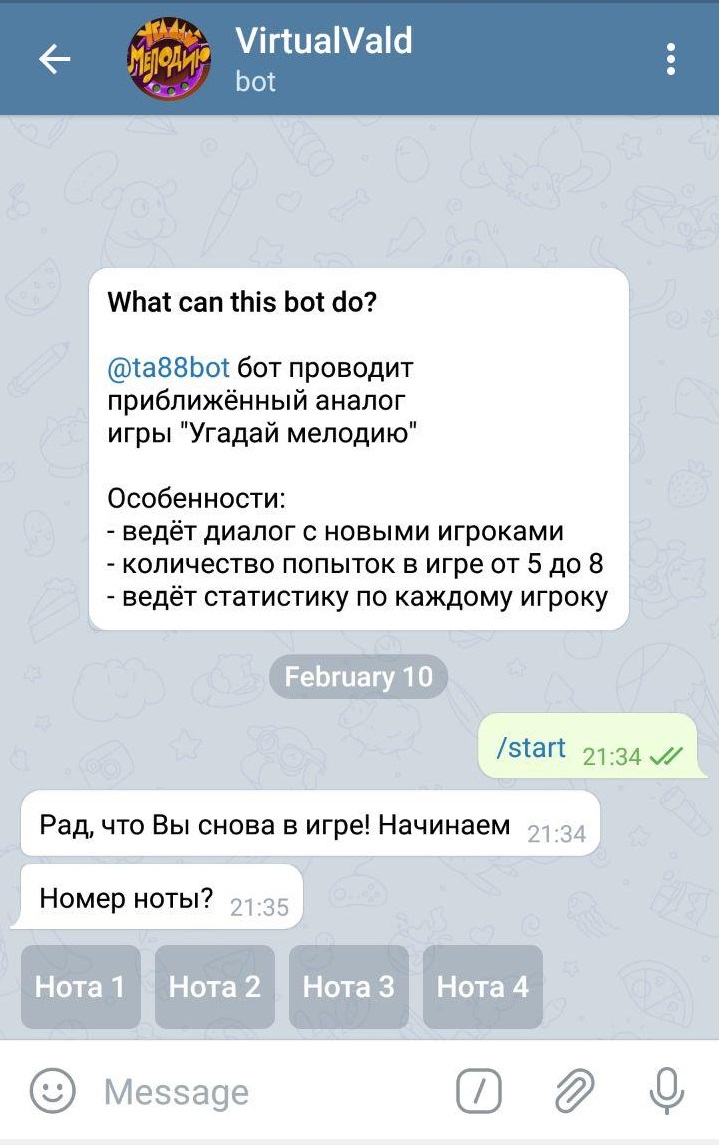 УГАДАЙ
МЕЛОДИЮ
VirtualVald
bot
What can this bot do?
@ta88bot бот проводит
приближённый аналог
игры "Угадай мелодию"
Особенности:
- ведёт диалог с новыми игроками
- количество попыток в игре от 5 до 8
- ведёт статистику по каждому игроку
February 10
/start 21:34
Рад, что Вы снова в игре! Начинаем 21:34
Номер ноты? 21:35
Нота 1 Нота 2 Нота 3 Нота 4
Message